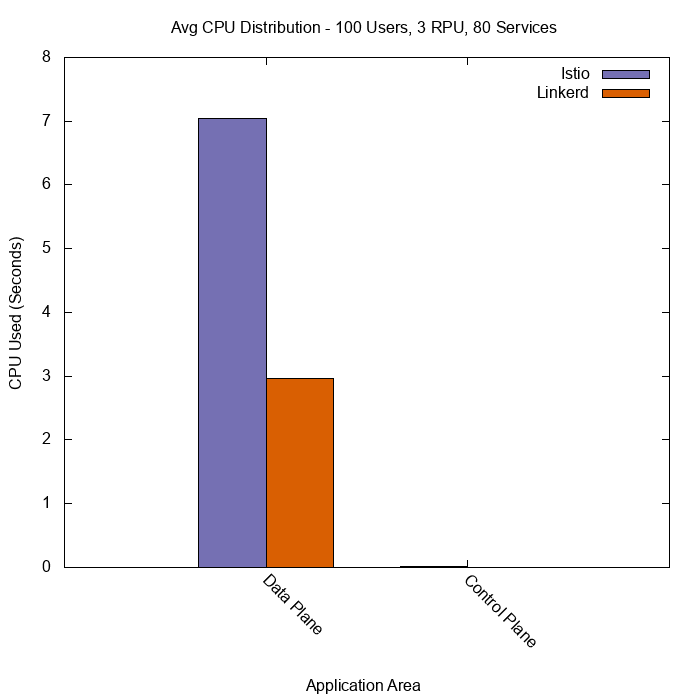 Avg CPU Distribution - 100 Users, 3 RPU, 80 Services
8
7
6
5
4
3
2
1
0
CPU Used (Seconds)
Istio
Linkerd
Data Plane
Control Plane
Application Area